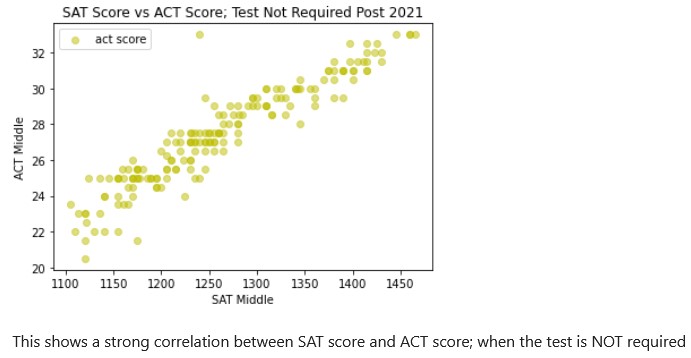 SAT Score vs ACT Score; Test Not Required Post 2021
act score
32
30
28
26
24
22
20
ACT Middle
1100 1150 1200 1250 1300 1350 1400 1450
SAT Middle
This shows a strong correlation between SAT score and ACT score; when the test is NOT required